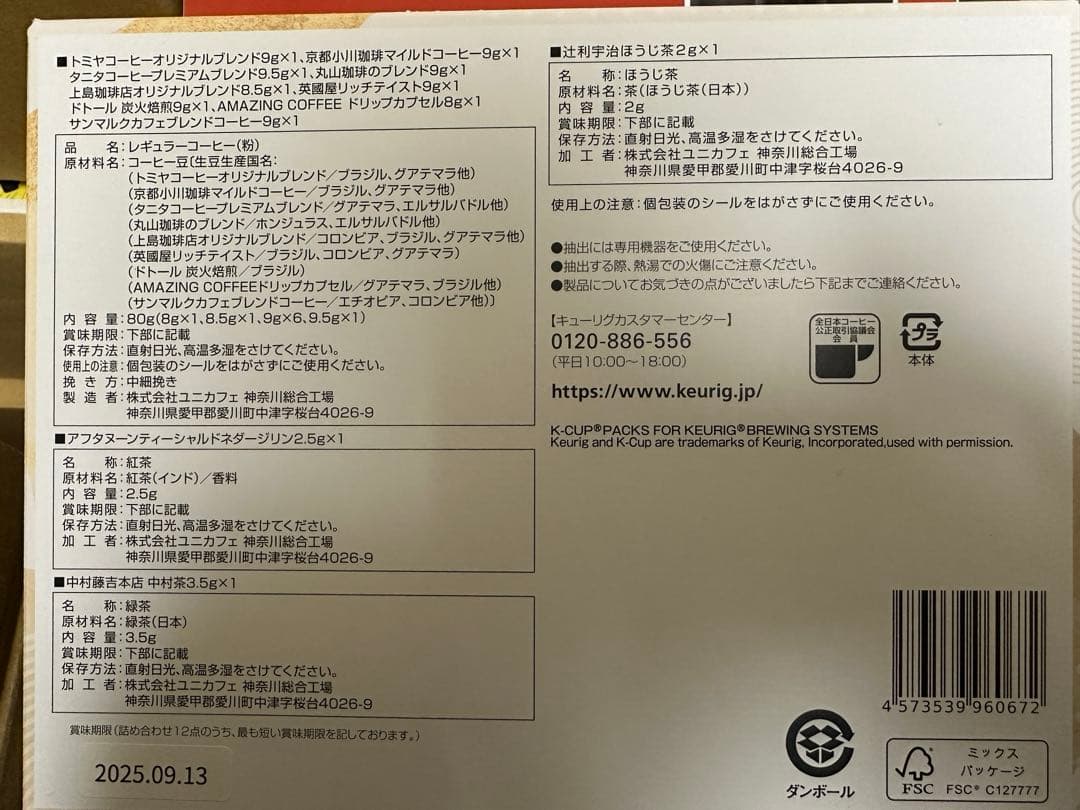 ■トミヤコーヒーオリジナルブレンド9g×1、京都小川珈琲マイルドコーヒー9g×1
タニタコーヒープレミアムブレンド9.5g×1、丸山珈琲のブレンド9g×1
上島珈琲店オリジナルブレンド8.5g×1、英國屋リッチテイスト9g×1
ドトール 炭火焙煎9g×1、AMAZING COFFEE ドリップカプセル8g×1
サンマルクカフェブレンドコーヒー9g×1
品名：レギュラーコーヒー（粉）
原材料名：コーヒー豆〔生豆生産国名：
（トミヤコーヒーオリジナルブレンド／ブラジル、グアテマラ他）
（京都小川珈琲マイルドコーヒー／ブラジル、グアテマラ他）
（タニタコーヒープレミアムブレンド／グアテマラ、エルサルバドル他）
（丸山珈琲のブレンド／ホンジュラス、エルサルバドル他）
（上島珈琲店オリジナルブレンド／コロンビア、ブラジル、グアテマラ他）
（英國屋リッチテイスト／ブラジル、コロンビア、グアテマラ）
（ドトール 炭火焙煎／ブラジル）
（AMAZING COFFEEドリップカプセル／グアテマラ、ブラジル他）
（サンマルクカフェブレンドコーヒー／エチオピア、コロンビア他）〕
内容量：80g（8g×1、8.5g×1、9g×6、9.5g×1）
賞味期限：下部に記載
保存方法：直射日光、高温多湿をさけてください。
使用上の注意：個包装のシールをはがさずにご使用ください。
挽き方：中細挽き
製造者：株式会社ユニカフェ 神奈川総合工場
神奈川県愛甲郡愛川町中津字桜台4026-9
■アフタヌーンティーシャルドネダージリン2.5g×1
名称：紅茶
原材料名：紅茶（インド）／香料
内容量：2.5g
賞味期限：下部に記載
保存方法：直射日光、高温多湿をさけてください。
加工者：株式会社ユニカフェ 神奈川総合工場
神奈川県愛甲郡愛川町中津字桜台4026-9
■中村藤吉本店 中村茶3.5g×1
名称：緑茶
原材料名：緑茶（日本）
内容量：3.5g
賞味期限：下部に記載
保存方法：直射日光、高温多湿をさけてください。
加工者：株式会社ユニカフェ 神奈川総合工場
神奈川県愛甲郡愛川町中津字桜台4026-9
賞味期限（詰め合わせ12点のうち、最も短い賞味期限を記しております。）
2025.09.13
■辻利宇治ほうじ茶2g×1
名称：ほうじ茶
原材料名：茶（ほうじ茶（日本））
内容量：2g
賞味期限：下部に記載
保存方法：直射日光、高温多湿をさけてください。
加工者：株式会社ユニカフェ 神奈川総合工場
神奈川県愛甲郡愛川町中津字桜台4026-9
使用上の注意：個包装のシールをはがさずにご使用ください。
●抽出には専用機器をご使用ください。
●抽出する際、熱湯での火傷にご注意ください。
●製品についてお気づきの点がございましたら下記までご連絡ください。
【キューリグカスタマーセンター】
0120-886-556
（平日10:00〜18:00）
https://www.keurig.jp/
全日本コーヒー
公正取引協議会
会員
プラ
本体
K-CUP®PACKS FOR KEURIG®BREWING SYSTEMS
Keurig and K-Cup are trademarks of Keurig, Incorporated,used with permission.
4 573539 960672
ダンボール
FSC
ミックス
パッケージ
FSC® C127777